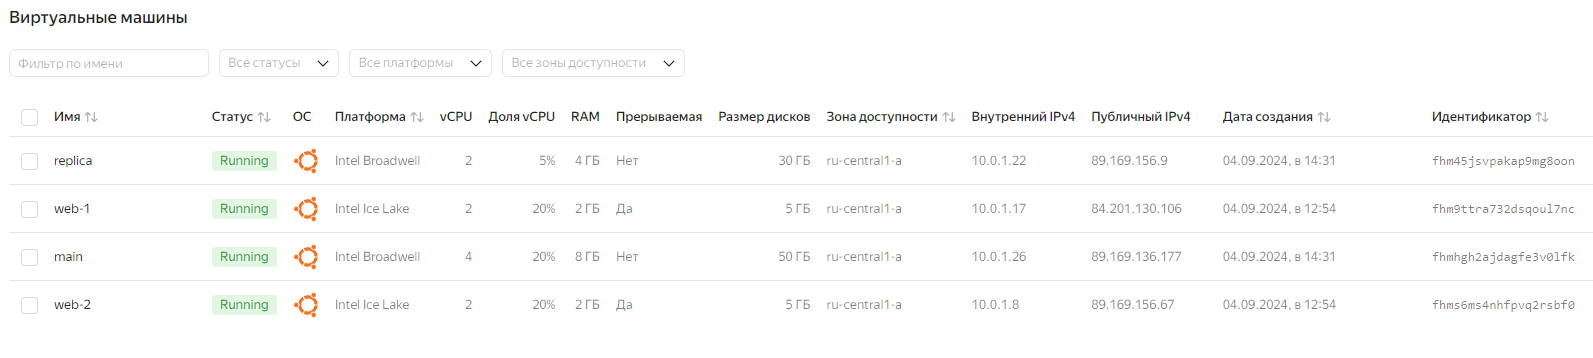 Виртуальные машины
Фильтр по имени Все статусы Все платформы Все зоны доступности
Имя Статус ОС Платформа vCPU Доля vCPU RAM Прерываемая Размер дисков Зона доступности Внутренний IPv4 Публичный IPv4 Дата создания Идентификатор
replica Running Intel Broadwell 2 5% 4 ГБ Нет 30 ГБ ru-central1-a 10.0.1.22 89.169.156.9 04.09.2024, в 14:31 fhm45jsvpakap9mg8oon
web-1 Running Intel Ice Lake 2 20% 2 ГБ Да 5 ГБ ru-central1-a 10.0.1.17 84.201.130.106 04.09.2024, в 12:54 fhm9ttra732dsqoul7nc
main Running Intel Broadwell 4 20% 8 ГБ Нет 50 ГБ ru-central1-a 10.0.1.26 89.169.136.177 04.09.2024, в 14:31 fhmhgh2ajdagfe3v0lfk
web-2 Running Intel Ice Lake 2 20% 2 ГБ Да 5 ГБ ru-central1-a 10.0.1.8 89.169.156.67 04.09.2024, в 12:54 fhms6ms4nhfpvq2rsbf0